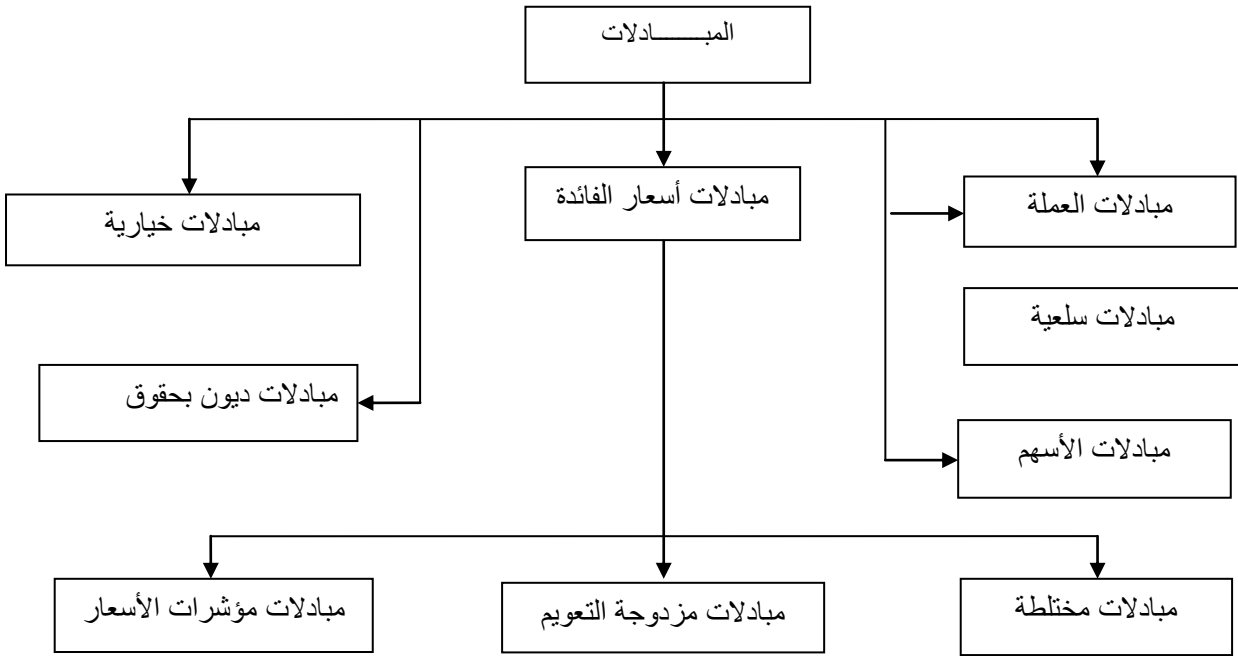 المبـــــــادلات
مبادلات أسعار الفائدة
مبادلات العملة
مبادلات خيارية
مبادلات سلعية
مبادلات ديون بحقوق
مبادلات الأسهم
مبادلات مختلطة
مبادلات مزدوجة التعويم
مبادلات مؤشرات الأسعار